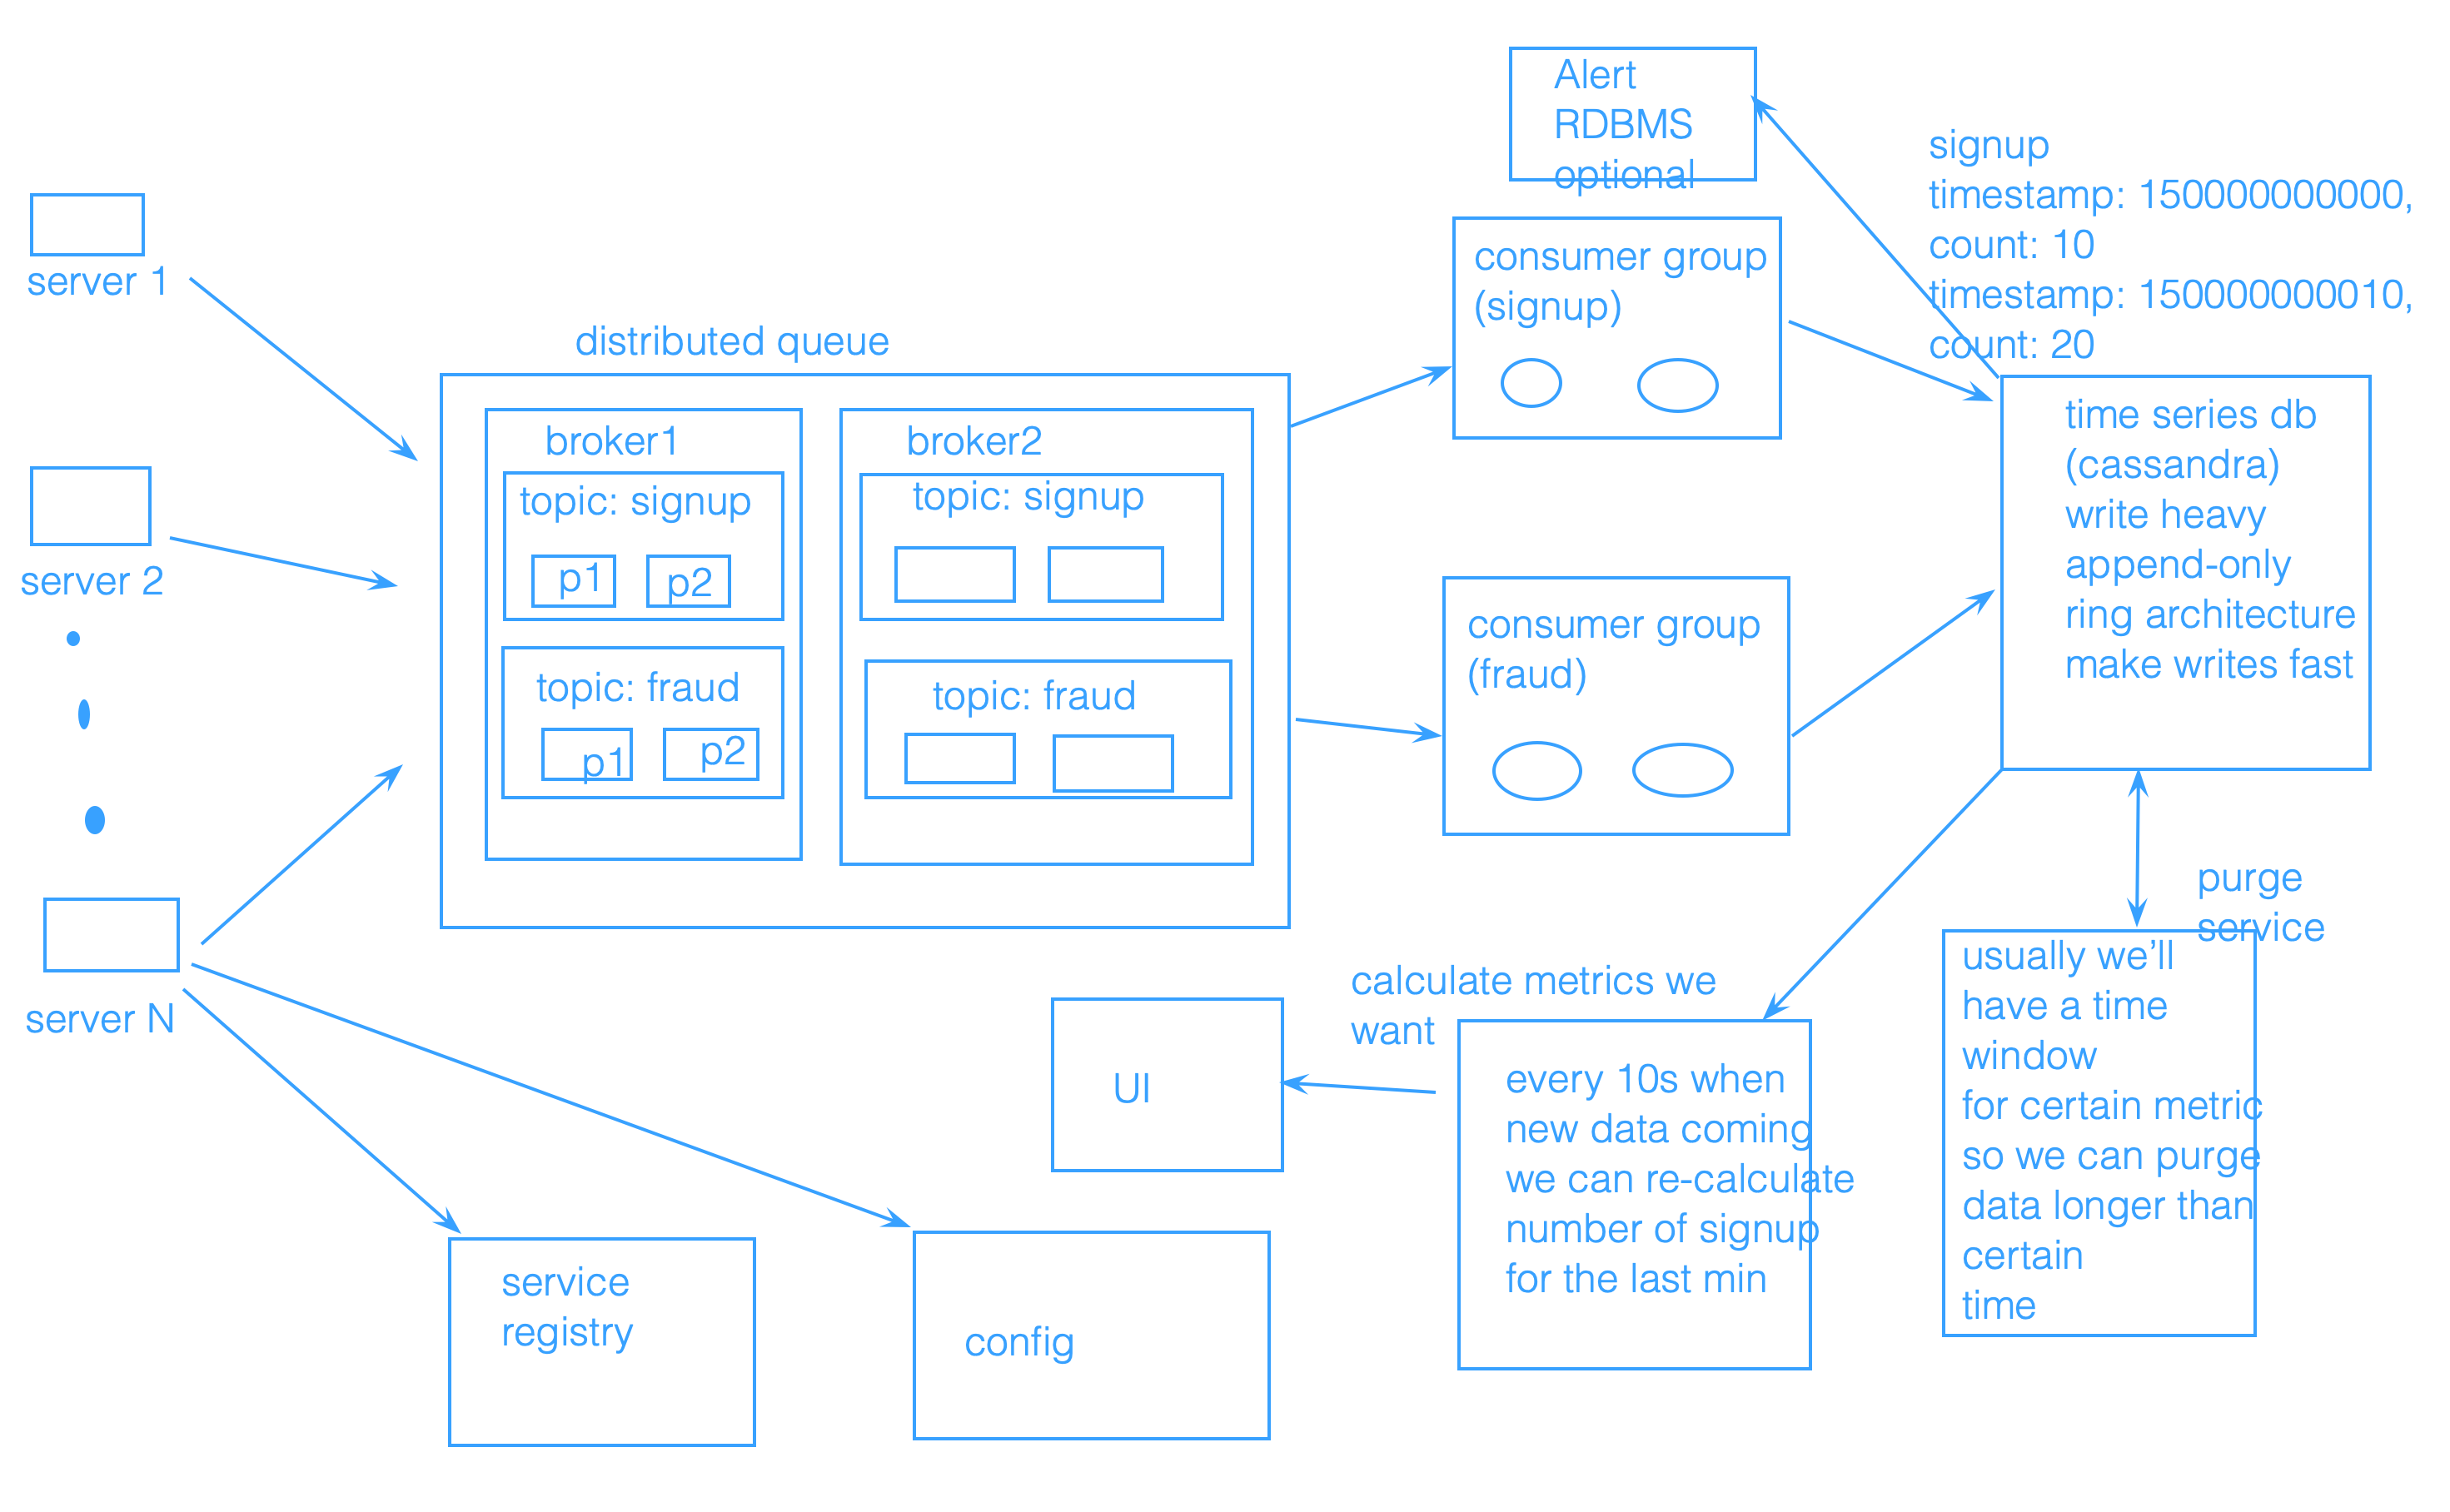 Alert
RDBMS
optional
signup
timestamp: 150000000000,
count: 10
timestamp: 150000000010,
count: 20
server 1
server 2
server N
distributed queue
broker1
topic: signup
p1
p2
topic: fraud
p1
p2
broker2
topic: signup
topic: fraud
consumer group
(signup)
consumer group
(fraud)
time series db
(cassandra)
write heavy
append-only
ring architecture
make writes fast
purge
service
usually we'll
have a time
window
for certain metric
so we can purge
data longer than
certain
time
calculate metrics we
want
every 10s when
new data coming
we can re-calculate
number of signup
for the last min
UI
service
registry
config